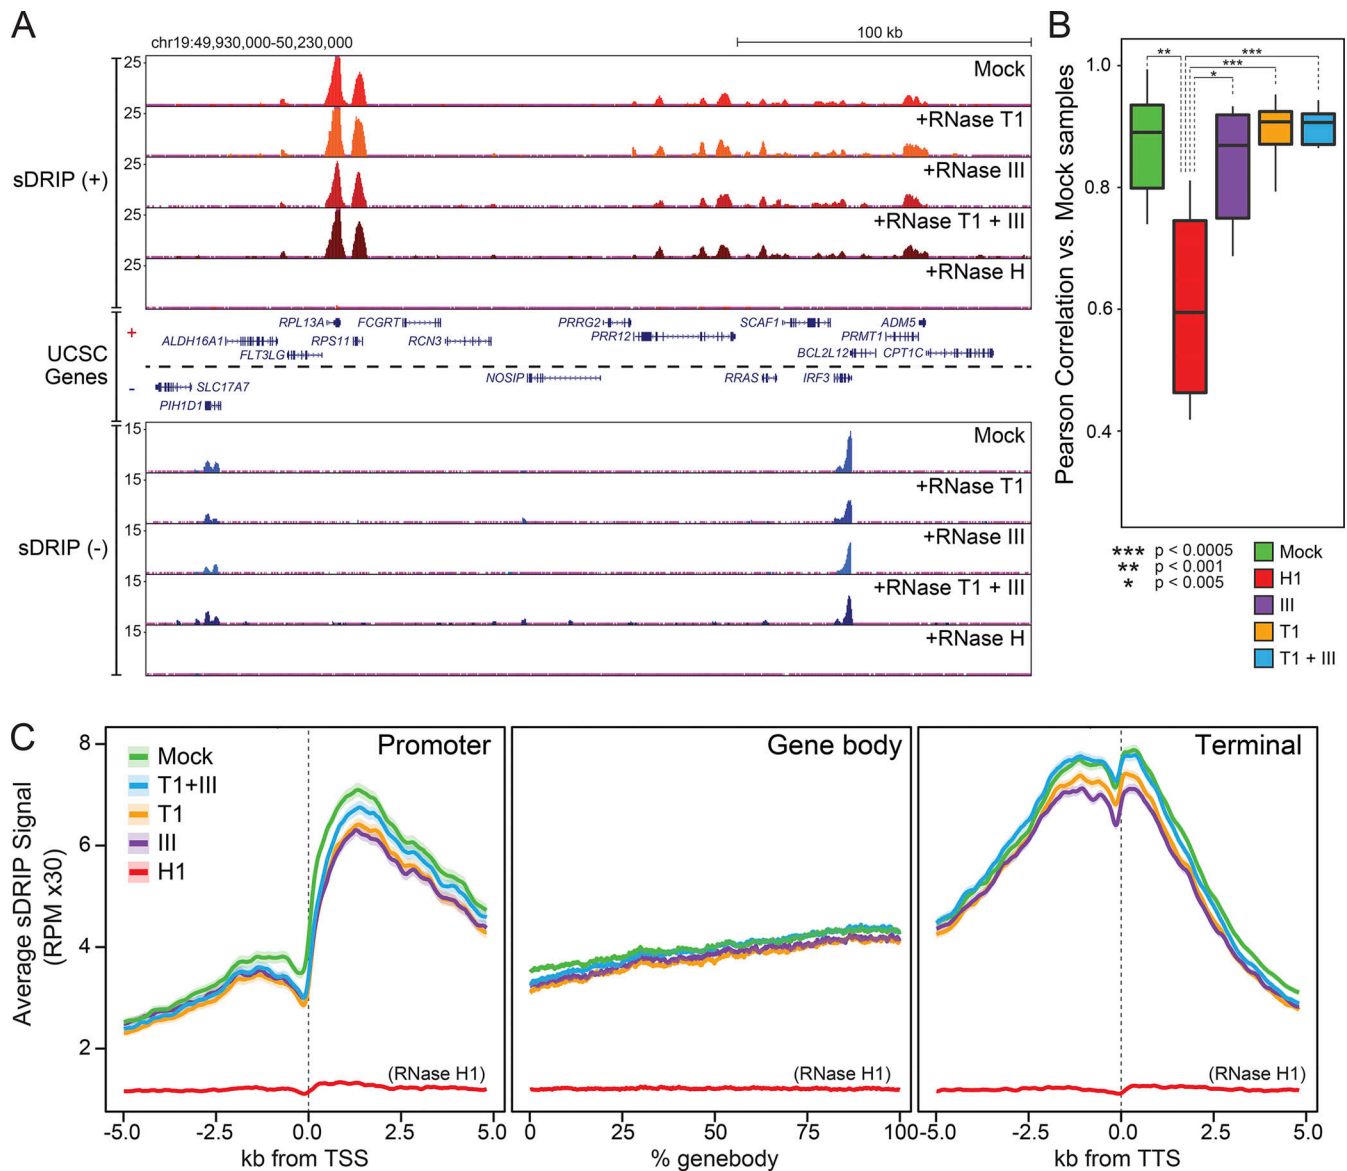 A
chr19:49,930,000-50,230,000
100 kb
sDRIP (+)
25
Mock
25
+RNase T1
25
+RNase III
25
+RNase T1 + III
25
+RNase H
UCSC
Genes
+
-
RPL13A
FCGRT
PRRG2
SCAF1
ADM5
ALDH16A1
RPS11
RCN3
PRR12
PRMT1
FLT3LG
BCL2L12
CPT1C
SLC17A7
NOSIP
RRAS
IRF3
PIH1D1
sDRIP (-)
15
Mock
15
+RNase T1
15
+RNase III
15
+RNase T1 + III
15
+RNase H
B
Pearson Correlation vs. Mock samples
1.0
0.8
0.6
0.4
** *** *** *
*** p < 0.0005
** p < 0.001
* p < 0.005
Mock
H1
III
T1
T1 + III
C
Average sDRIP Signal
(RPM x30)
8
6
4
2
Mock
T1+III
T1
III
H1
Promoter
(RNase H1)
-5.0 -2.5 0.0 2.5 5.0
kb from TSS
Gene body
(RNase H1)
0 25 50 75 100
% genebody
Terminal
(RNase H1)
-5.0 -2.5 0.0 2.5 5.0
kb from TTS